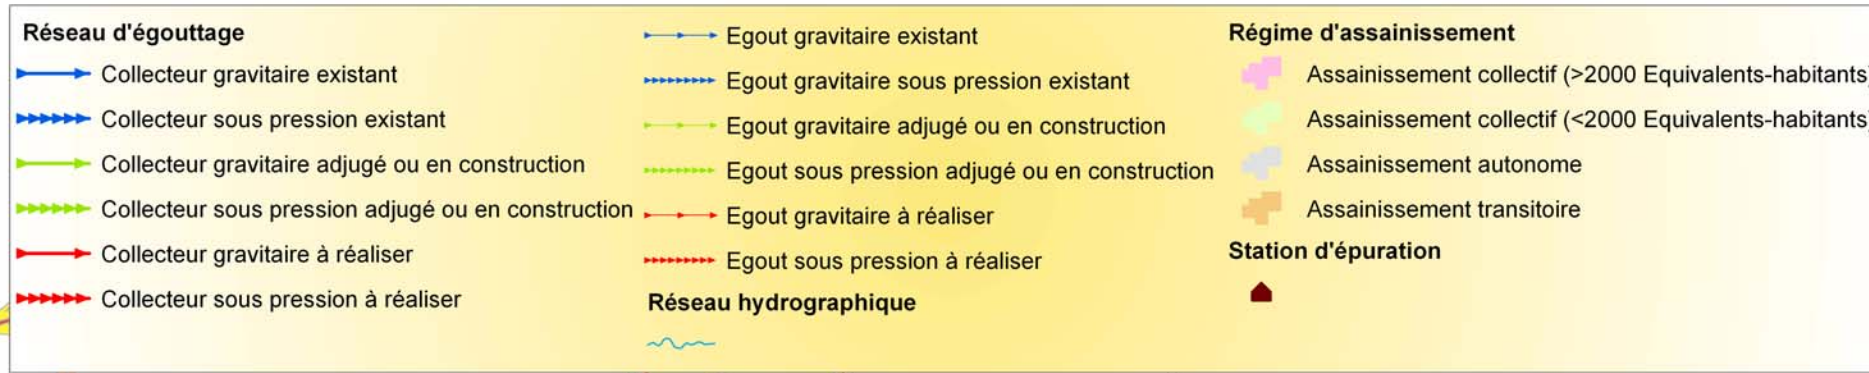 Réseau d'égouttage
Collecteur gravitaire existant
Collecteur sous pression existant
Collecteur gravitaire adjugé ou en construction
Collecteur sous pression adjugé ou en construction
Collecteur gravitaire à réaliser
Collecteur sous pression à réaliser
Egout gravitaire existant
Egout gravitaire sous pression existant
Egout gravitaire adjugé ou en construction
Egout sous pression adjugé ou en construction
Egout gravitaire à réaliser
Egout sous pression à réaliser
Réseau hydrographique
Régime d'assainissement
Assainissement collectif (>2000 Equivalents-habitants)
Assainissement collectif (<2000 Equivalents-habitants)
Assainissement autonome
Assainissement transitoire
Station d'épuration